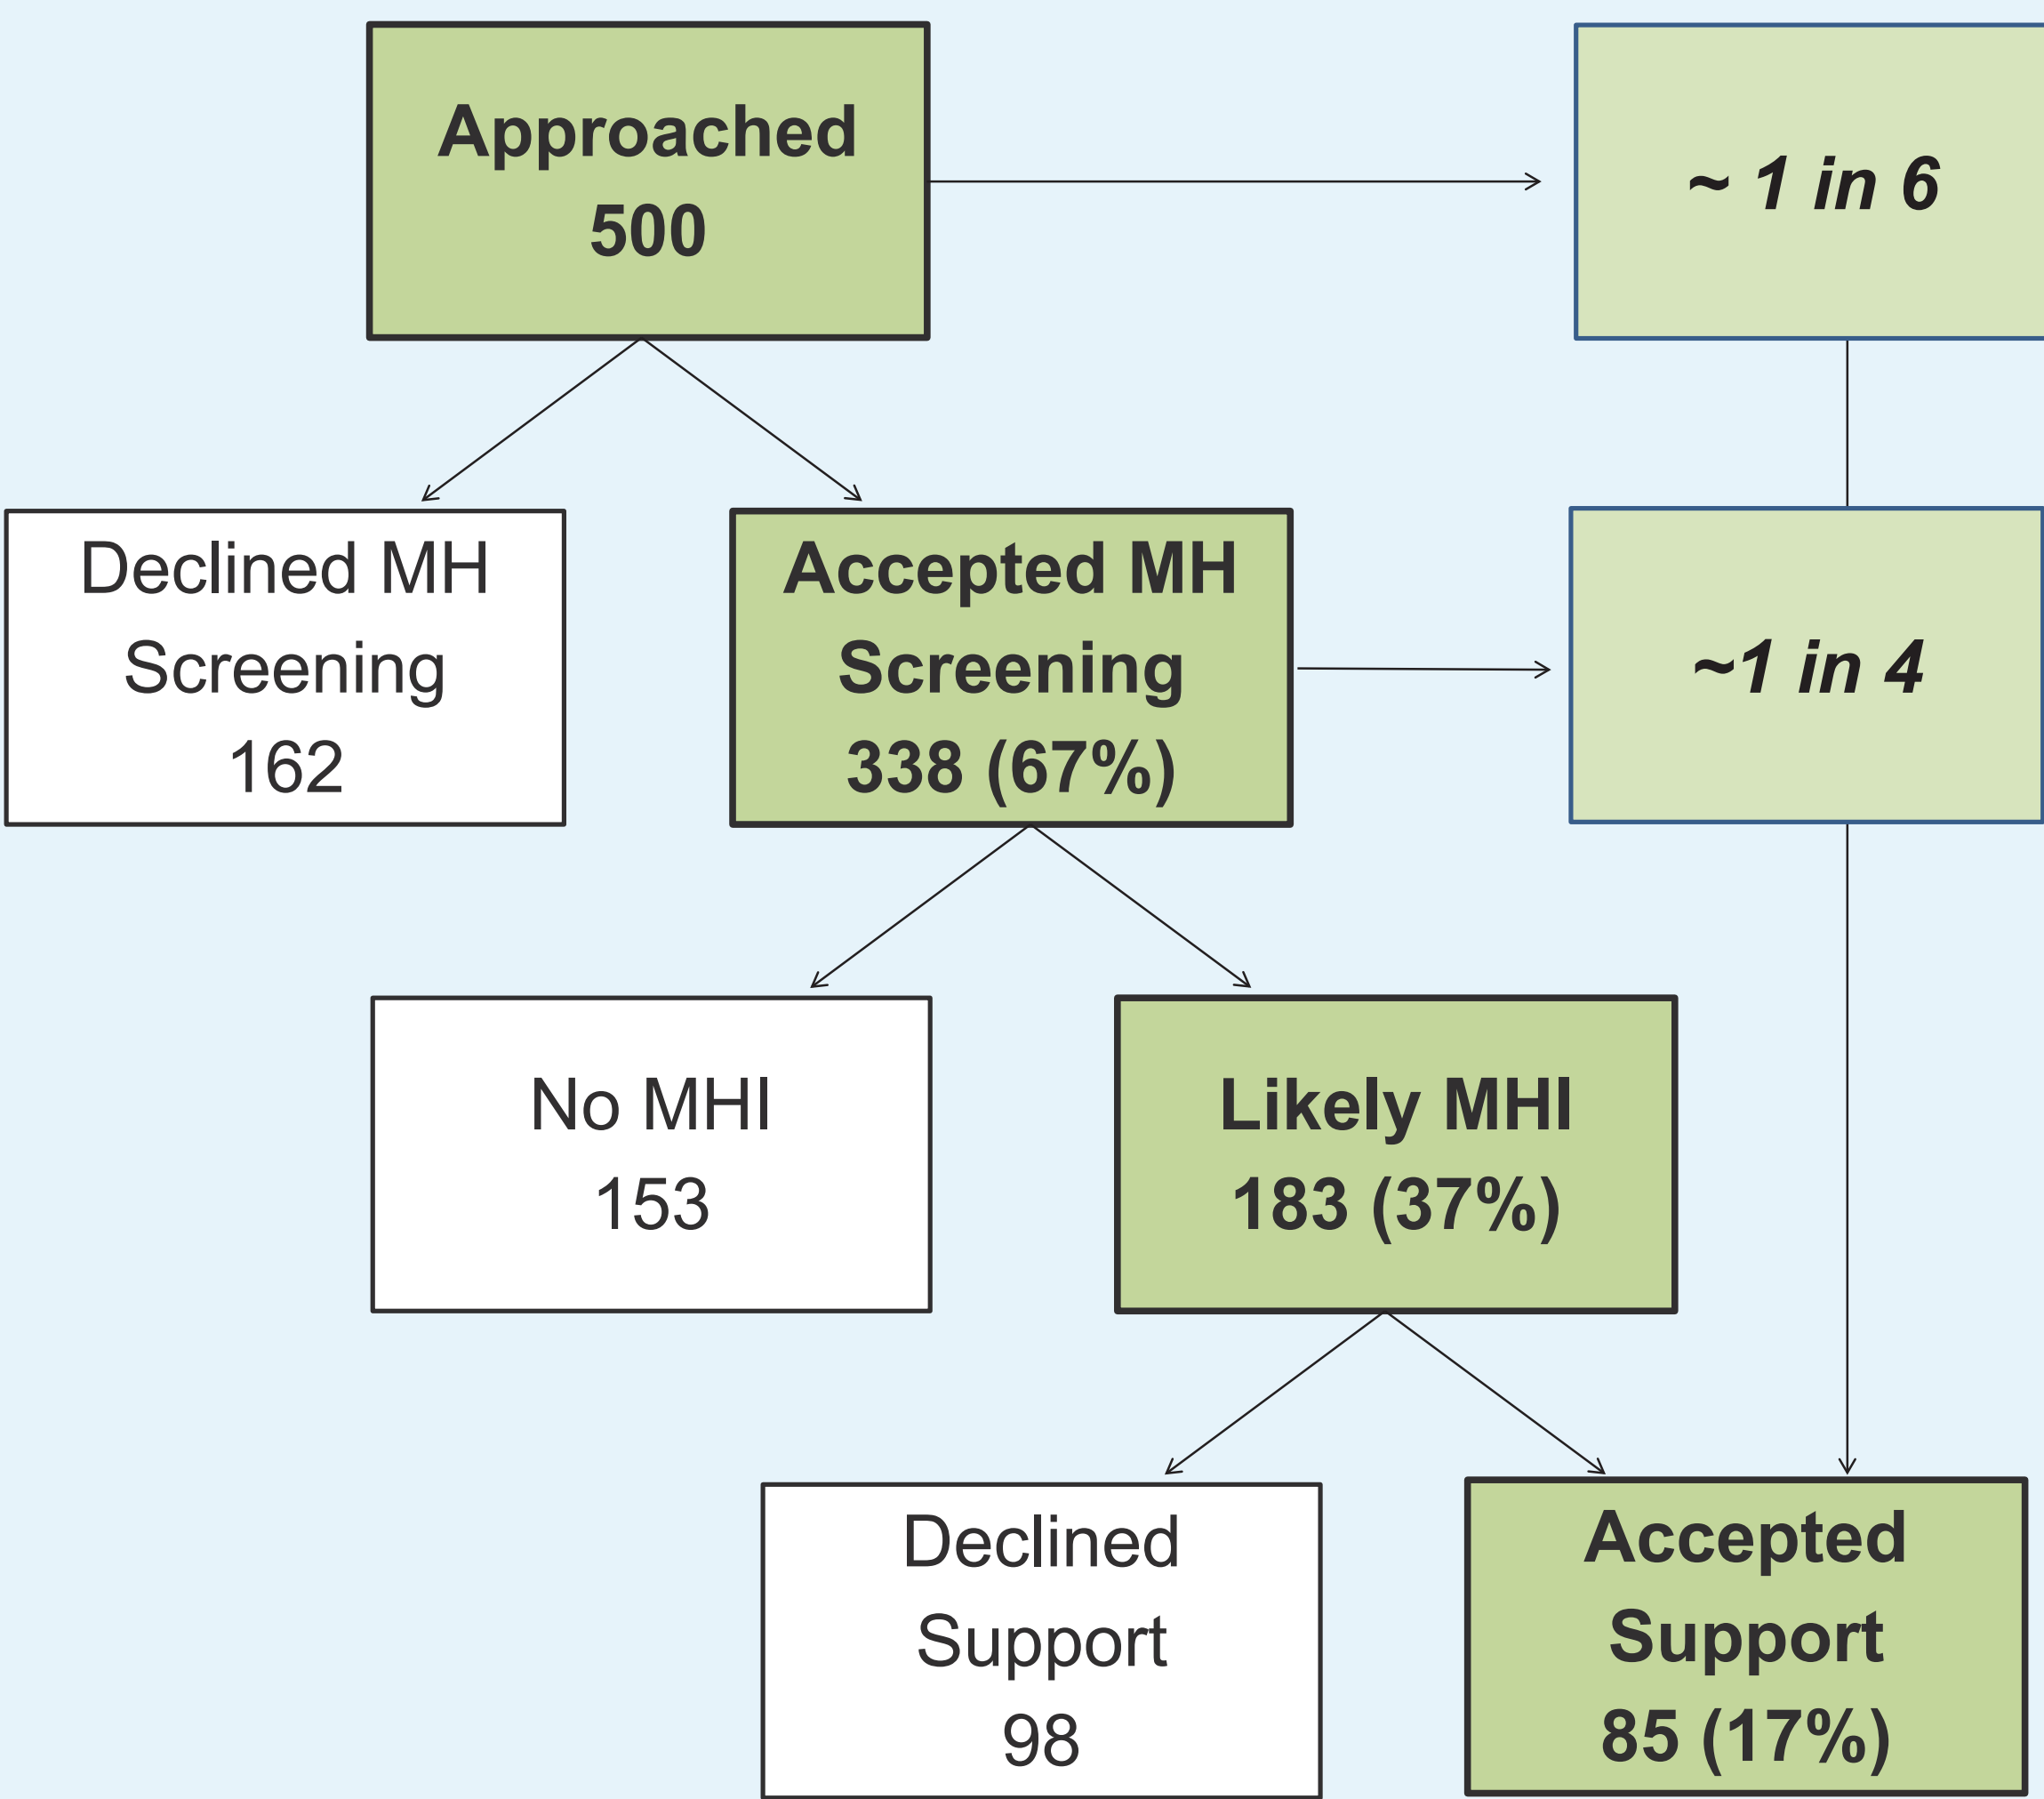 Approached
500
~ 1 in 6
Declined MH
Screening
162
Accepted MH
Screening
338 (67%)
~1 in 4
No MHI
153
Likely MHI
183 (37%)
Declined
Support
98
Accepted
Support
85 (17%)